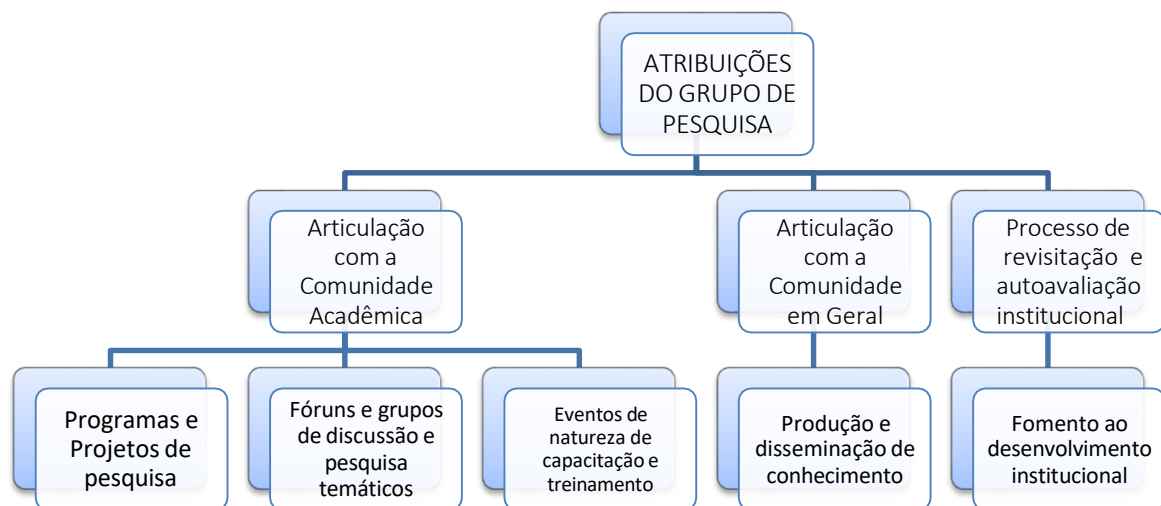 ATRIBUIÇÕES
DO GRUPO DE
PESQUISA
Articulação
com a
Comunidade
Acadêmica
Articulação
com a
Comunidade
em Geral
Processo de
revisitação e
autoavaliação
institucional
Programas e
Projetos de
pesquisa
Fóruns e grupos
de discussão e
pesquisa
temáticos
Eventos de
natureza de
capacitação e
treinamento
Produção e
disseminação de
conhecimento
Fomento ao
desenvolvimento
institucional